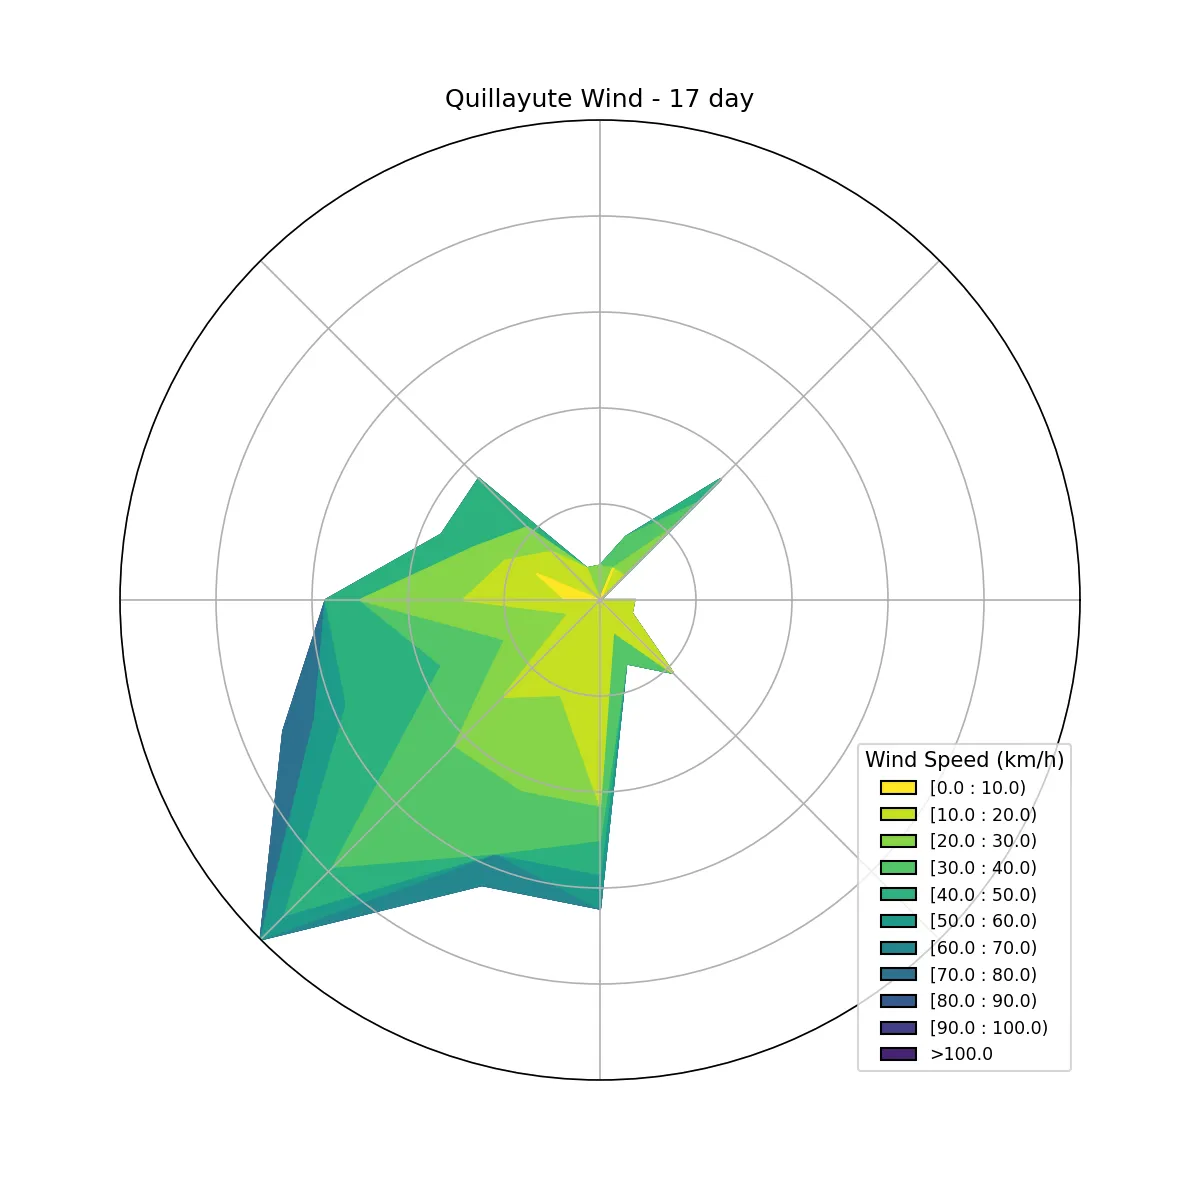 Quillayute Wind - 17 day
Wind Speed (km/h)
[0.0 : 10.0)
[10.0 : 20.0)
[20.0 : 30.0)
[30.0 : 40.0)
[40.0 : 50.0)
[50.0 : 60.0)
[60.0 : 70.0)
[70.0 : 80.0)
[80.0 : 90.0)
[90.0 : 100.0)
>100.0